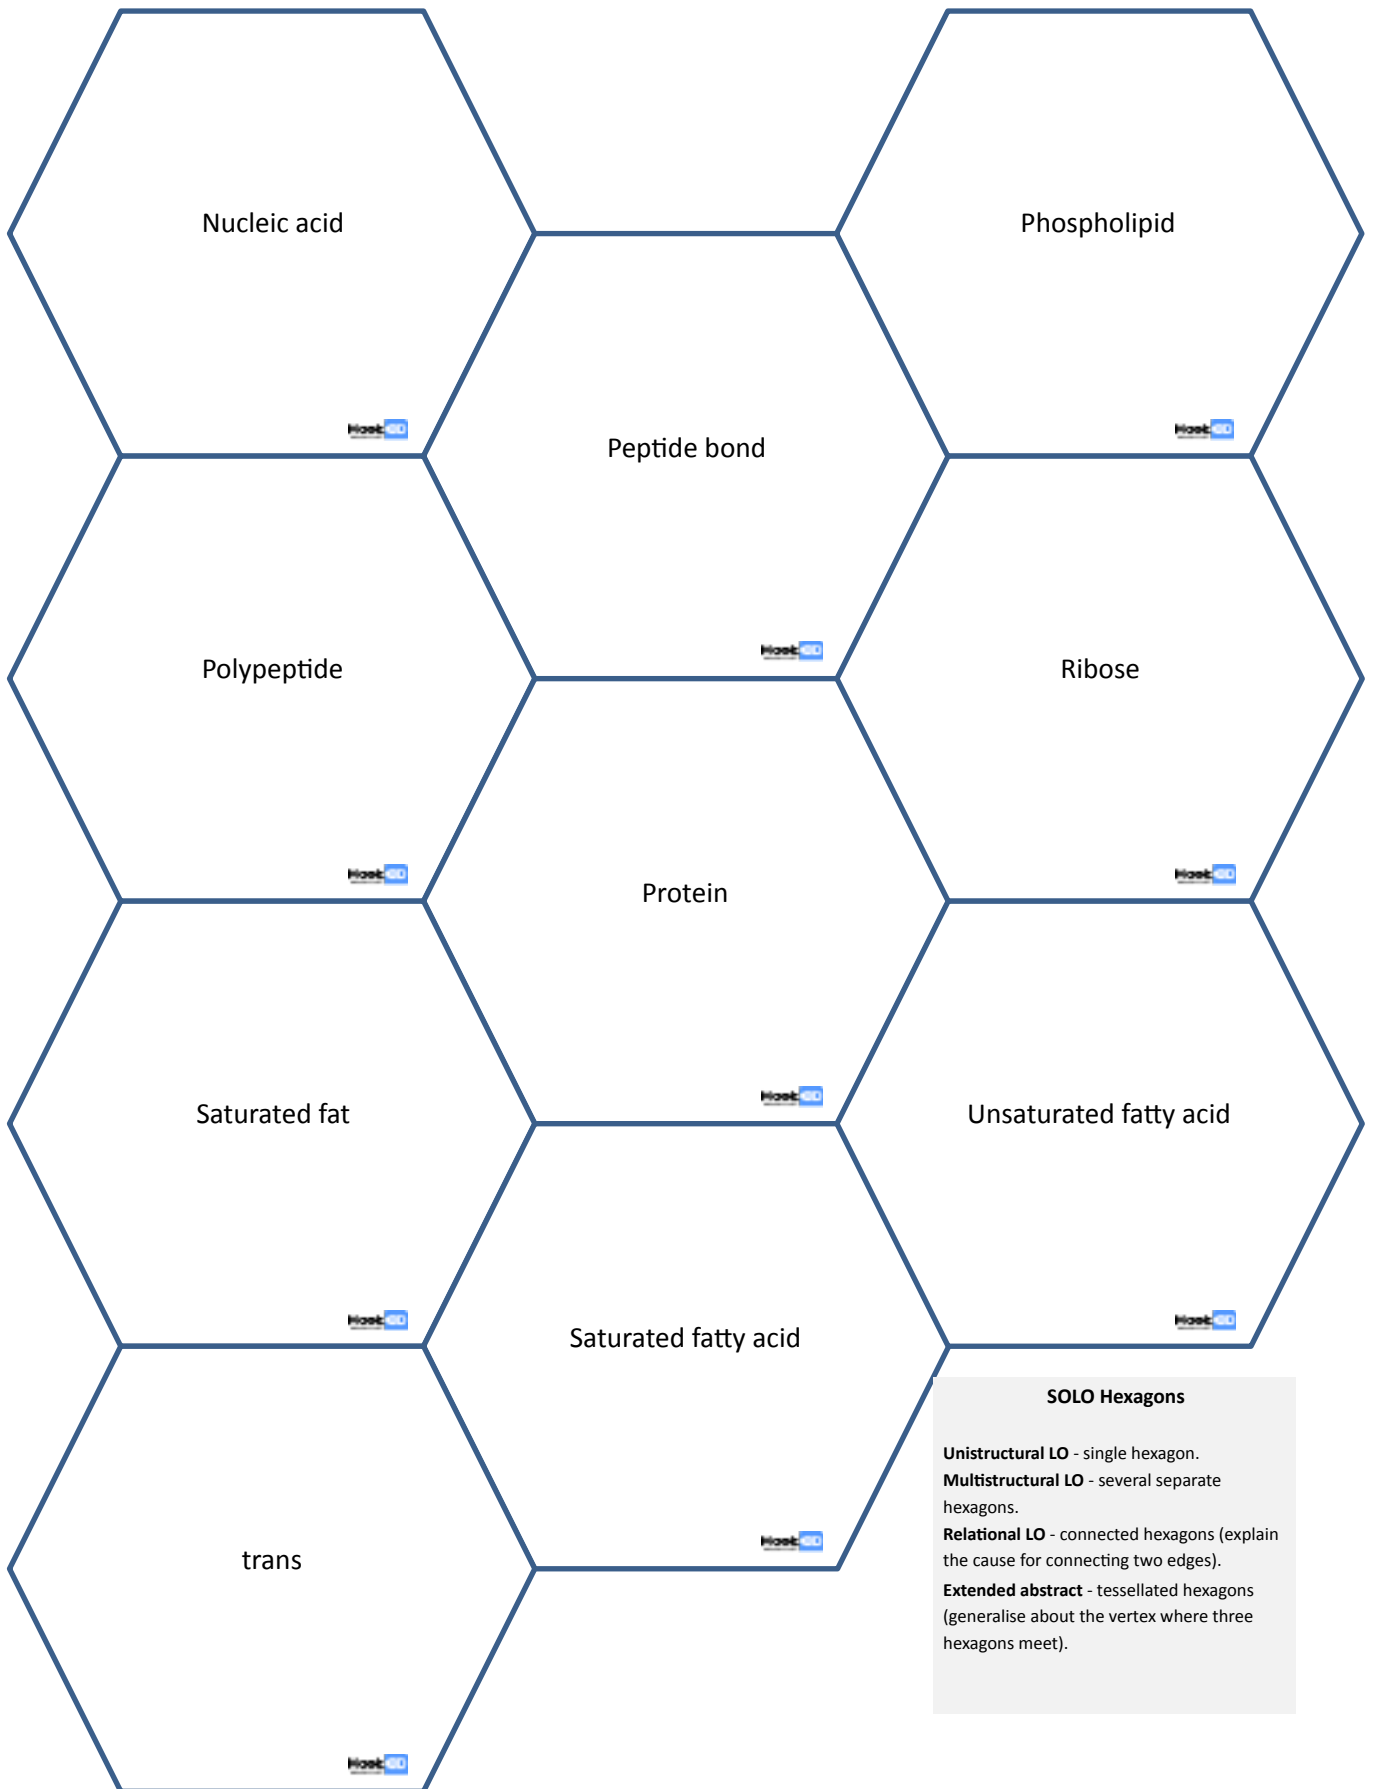 Nucleic acid
Phospholipid
Peptide bond
Polypeptide
Ribose
Protein
Saturated fat
Unsaturated fatty acid
Saturated fatty acid
trans
SOLO Hexagons
Unistructural LO - single hexagon.
Multistructural LO - several separate
hexagons.
Relational LO - connected hexagons (explain
the cause for connecting two edges).
Extended abstract - tessellated hexagons
(generalise about the vertex where three
hexagons meet).